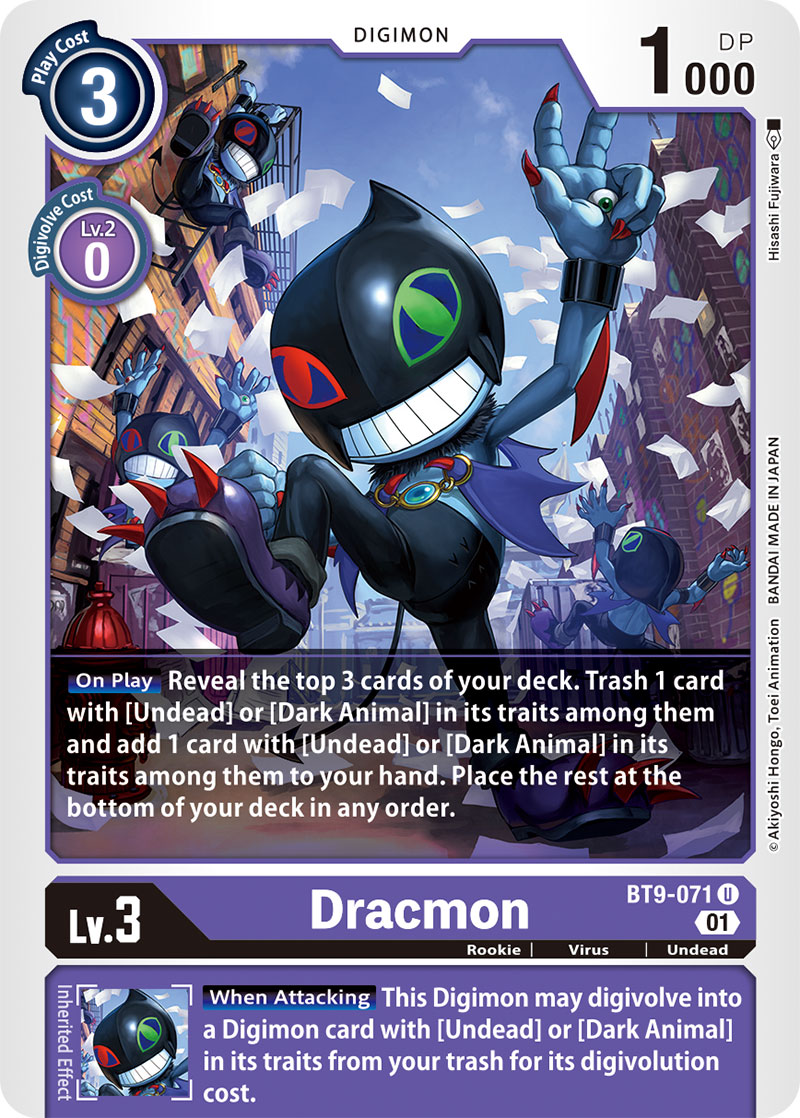 Play Cost
3
DIGIMON
1000
DP
Digivolve Cost
Lv.2
0
Hisashi Fujiwara
On Play Reveal the top 3 cards of your deck. Trash 1 card
with [Undead] or [Dark Animal] in its traits among them
and add 1 card with [Undead] or [Dark Animal] in its
traits among them to your hand. Place the rest at the
bottom of your deck in any order.
© Akiyoshi Hongo, Toei Animation BANDAI MADE IN JAPAN
Lv.3
Dracmon
BT9-071 U
01
Rookie | Virus | Undead
Inherited Effect
When Attacking This Digimon may digivolve into
a Digimon card with [Undead] or [Dark Animal]
in its traits from your trash for its digivolution
cost.